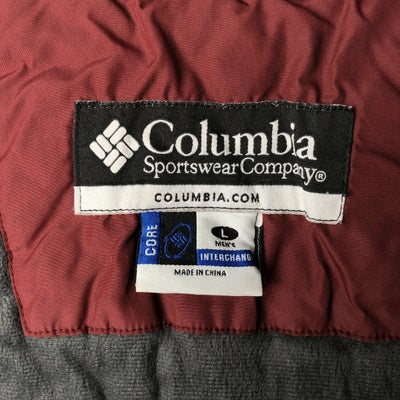 Columbia
Sportswear Company®
COLUMBIA.COM
CORE
L
MEN'S
INTERCHANG
MADE IN CHINA